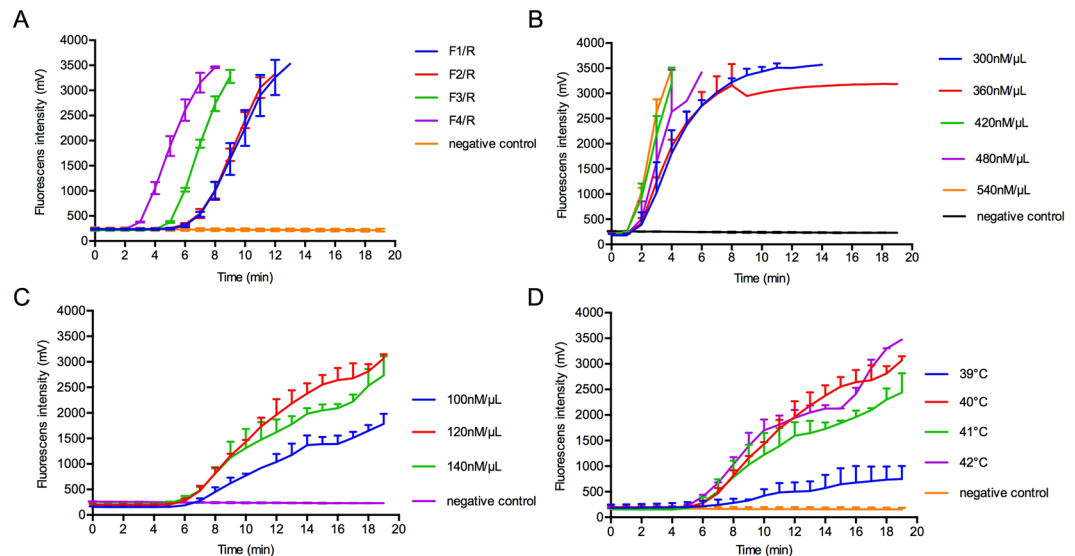 A
Fluorescens intensity (mV)
4000
3500
3000
2500
2000
1500
1000
500
0
0 2 4 6 8 10 12 14 16 18 20
Time (min)
F1/R
F2/R
F3/R
F4/R
negative control
B
Fluorescens intensity (mV)
4000
3500
3000
2500
2000
1500
1000
500
0
0 2 4 6 8 10 12 14 16 18 20
Time (min)
300nM/μL
360nM/μL
420nM/μL
480nM/μL
540nM/μL
negative control
C
Fluorescens intensity (mV)
4000
3500
3000
2500
2000
1500
1000
500
0
0 2 4 6 8 10 12 14 16 18 20
Time (min)
100nM/μL
120nM/μL
140nM/μL
negative control
D
Fluorescens intensity (mV)
4000
3500
3000
2500
2000
1500
1000
500
0
0 2 4 6 8 10 12 14 16 18 20
Time (min)
39°C
40°C
41°C
42°C
negative control